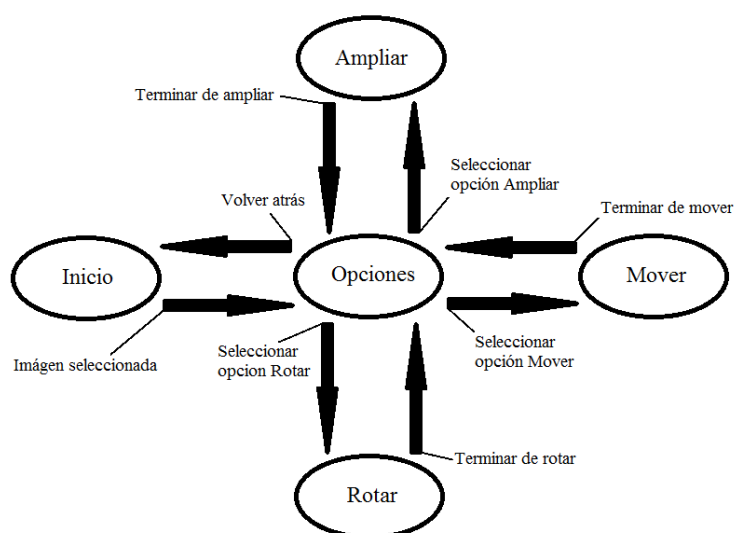 Ampliar
Terminar de ampliar
Seleccionar
opción Ampliar
Volver atrás
Terminar de mover
Inicio
Opciones
Mover
Imágen seleccionada
Seleccionar
opcion Rotar
Seleccionar
opción Mover
Terminar de rotar
Rotar